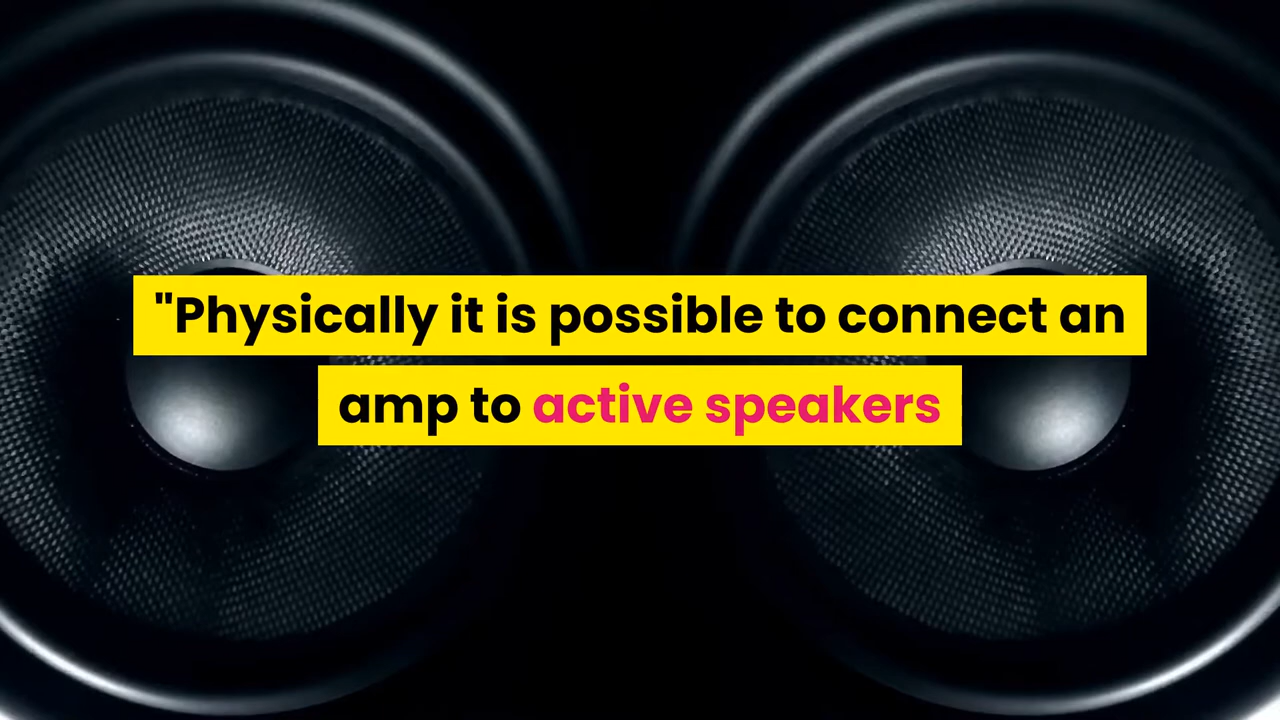 "Physically it is possible to connect an
amp to active speakers